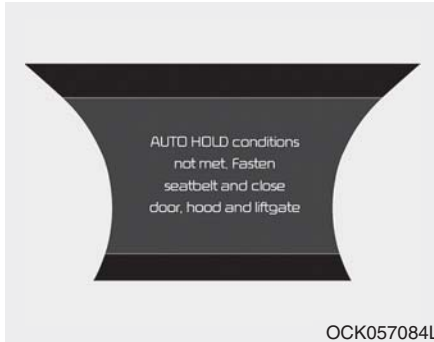 AUTO HOLD conditions
not met. Fasten
seatbelt and close
door, hood and liftgate
OCK057084L